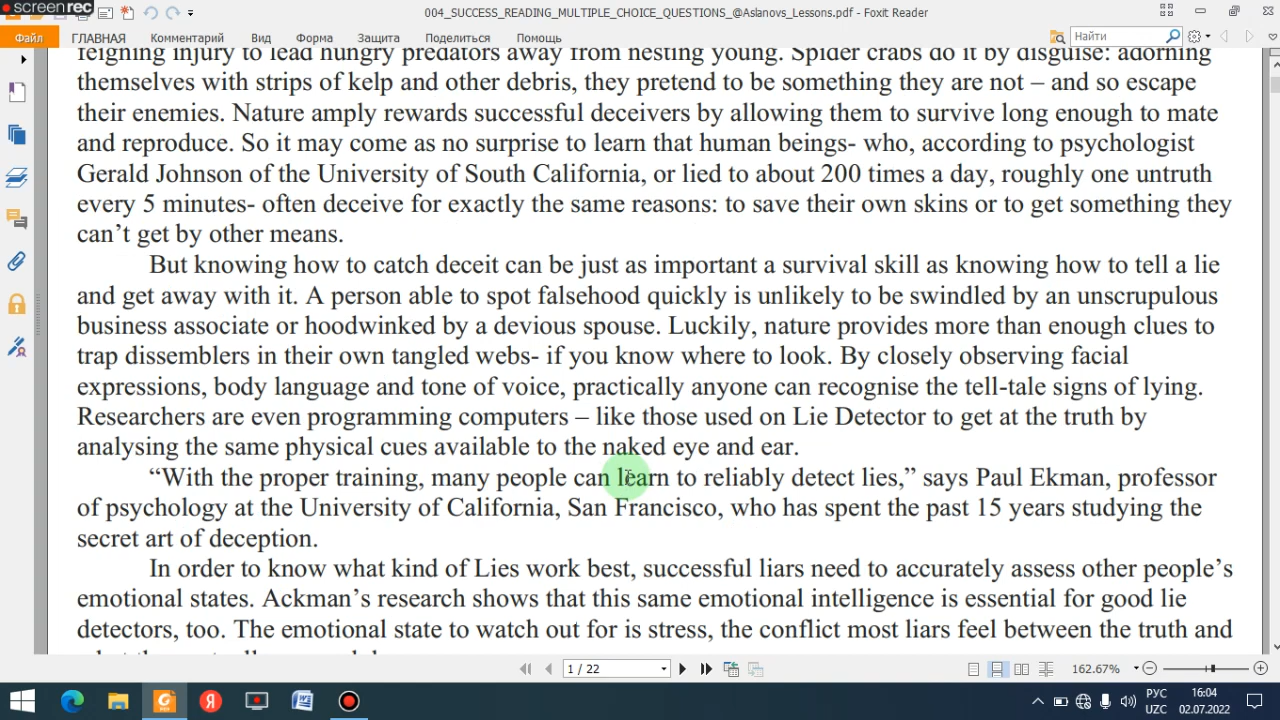 screenrec
004_SUCCESS_READING_MULTIPLE_CHOICE_QUESTIONS_@Aslanovs_Lessons.pdf - Foxit Reader
Файл ГЛАВНАЯ Комментарий Вид Форма Защита Поделиться Помощь Найти
feigning injury to lead hungry predators away from nesting young. Spider crabs do it by disguise: adorning
themselves with strips of kelp and other debris, they pretend to be something they are not – and so escape
their enemies. Nature amply rewards successful deceivers by allowing them to survive long enough to mate
and reproduce. So it may come as no surprise to learn that human beings- who, according to psychologist
Gerald Johnson of the University of South California, or lied to about 200 times a day, roughly one untruth
every 5 minutes- often deceive for exactly the same reasons: to save their own skins or to get something they
can’t get by other means.
But knowing how to catch deceit can be just as important a survival skill as knowing how to tell a lie
and get away with it. A person able to spot falsehood quickly is unlikely to be swindled by an unscrupulous
business associate or hoodwinked by a devious spouse. Luckily, nature provides more than enough clues to
trap dissemblers in their own tangled webs- if you know where to look. By closely observing facial
expressions, body language and tone of voice, practically anyone can recognise the tell-tale signs of lying.
Researchers are even programming computers – like those used on Lie Detector to get at the truth by
analysing the same physical cues available to the naked eye and ear.
“With the proper training, many people can learn to reliably detect lies,” says Paul Ekman, professor
of psychology at the University of California, San Francisco, who has spent the past 15 years studying the
secret art of deception.
In order to know what kind of Lies work best, successful liars need to accurately assess other people’s
emotional states. Ackman’s research shows that this same emotional intelligence is essential for good lie
detectors, too. The emotional state to watch out for is stress, the conflict most liars feel between the truth and
1 / 22 162.67%
РУС 16:04
UZC 02.07.2022